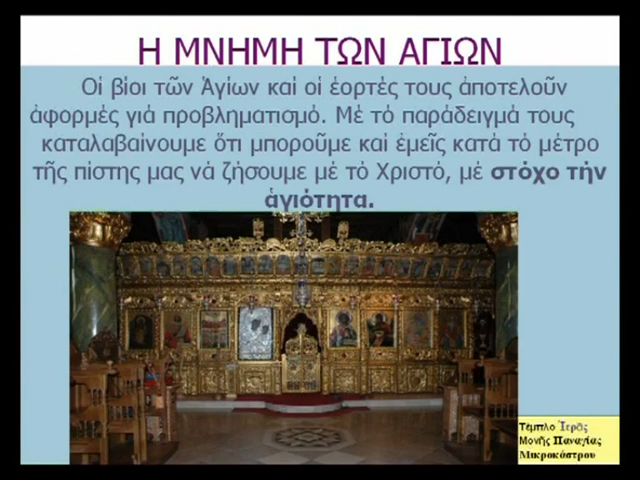 Η ΜΝΗΜΗ ΤΩΝ ΑΓΙΩΝ
Οἱ βίοι τῶν Ἁγίων καί οἱ ἑορτές τους ἀποτελοῦν
ἀφορμές γιά προβληματισμό. Μέ τό παράδειγμά τους
καταλαβαίνουμε ὅτι μποροῦμε καί ἐμεῖς κατά τό μέτρο
τῆς πίστης μας νά ζήσουμε μέ τό Χριστό, μέ στόχο τήν
ἁγιότητα.
Τέμπλο Ἱερᾶς
Μονῆς Παναγίας
Μικροκάστρου